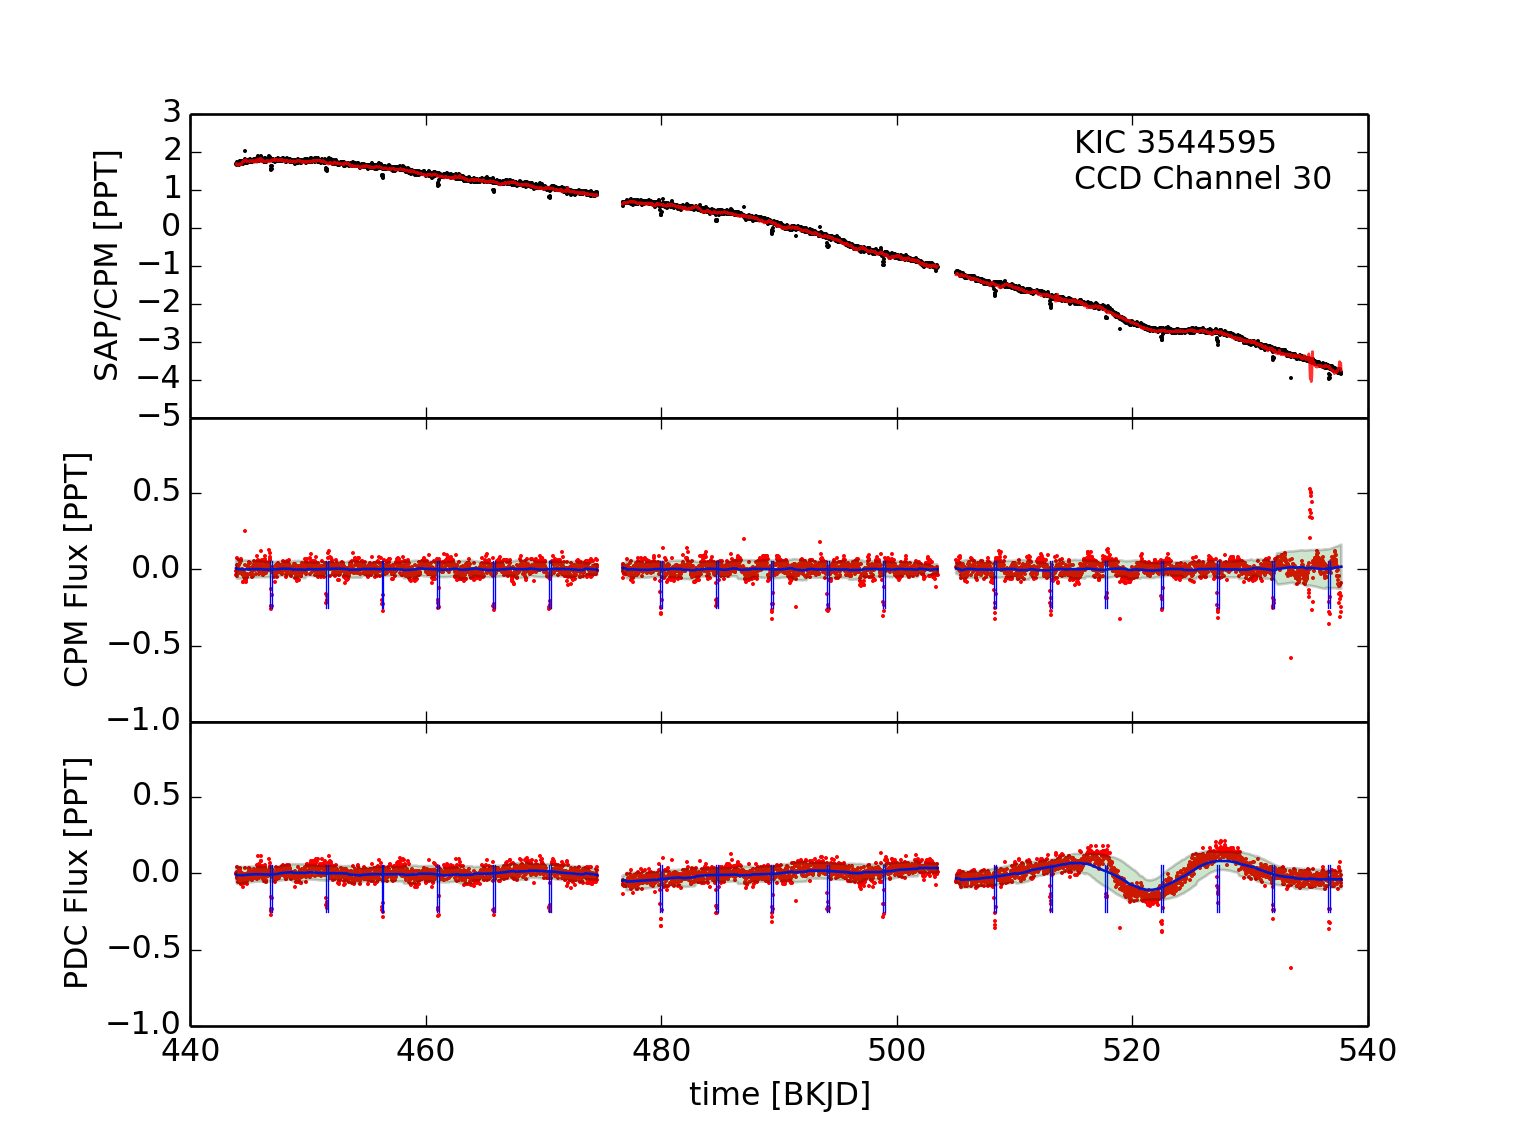 KIC 3544595
CCD Channel 30
SAP/CPM [PPT]
3
2
1
0
−1
−2
−3
−4
−5
CPM Flux [PPT]
0.5
0.0
−0.5
−1.0
PDC Flux [PPT]
0.5
0.0
−0.5
−1.0
440 460 480 500 520 540
time [BKJD]